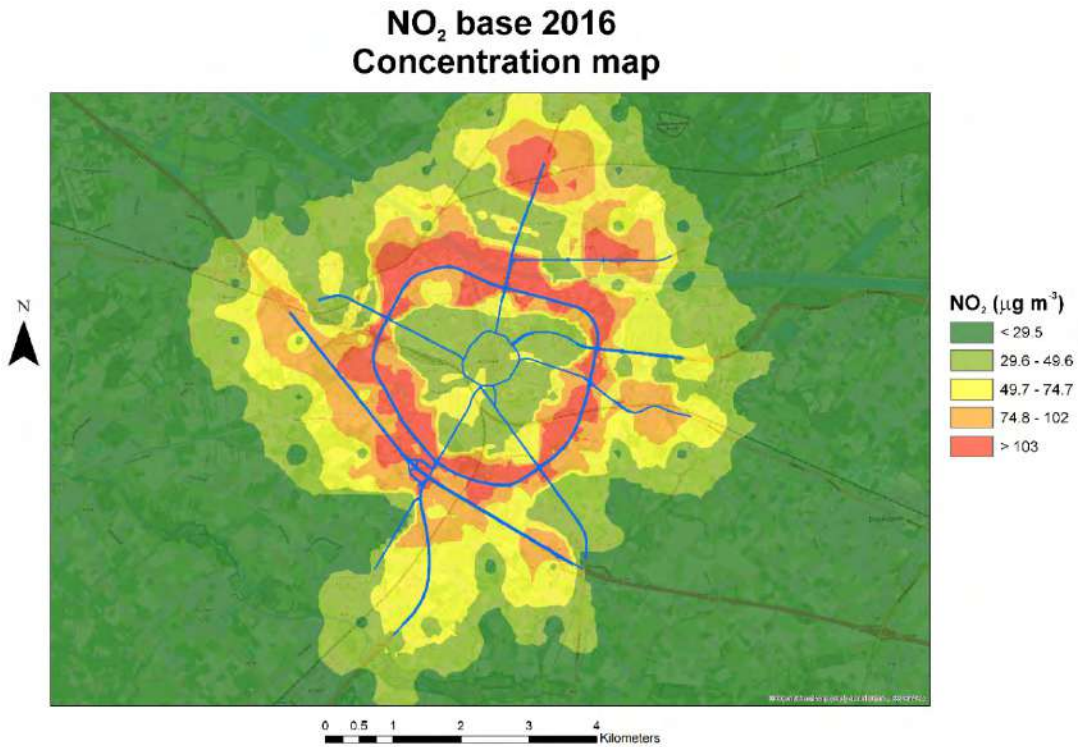 NO₂ base 2016
Concentration map
N
NO₂ (µg m⁻³)
< 29.5
29.6 - 49.6
49.7 - 74.7
74.8 - 102
> 103
0 0.5 1 2 3 4
Kilometers